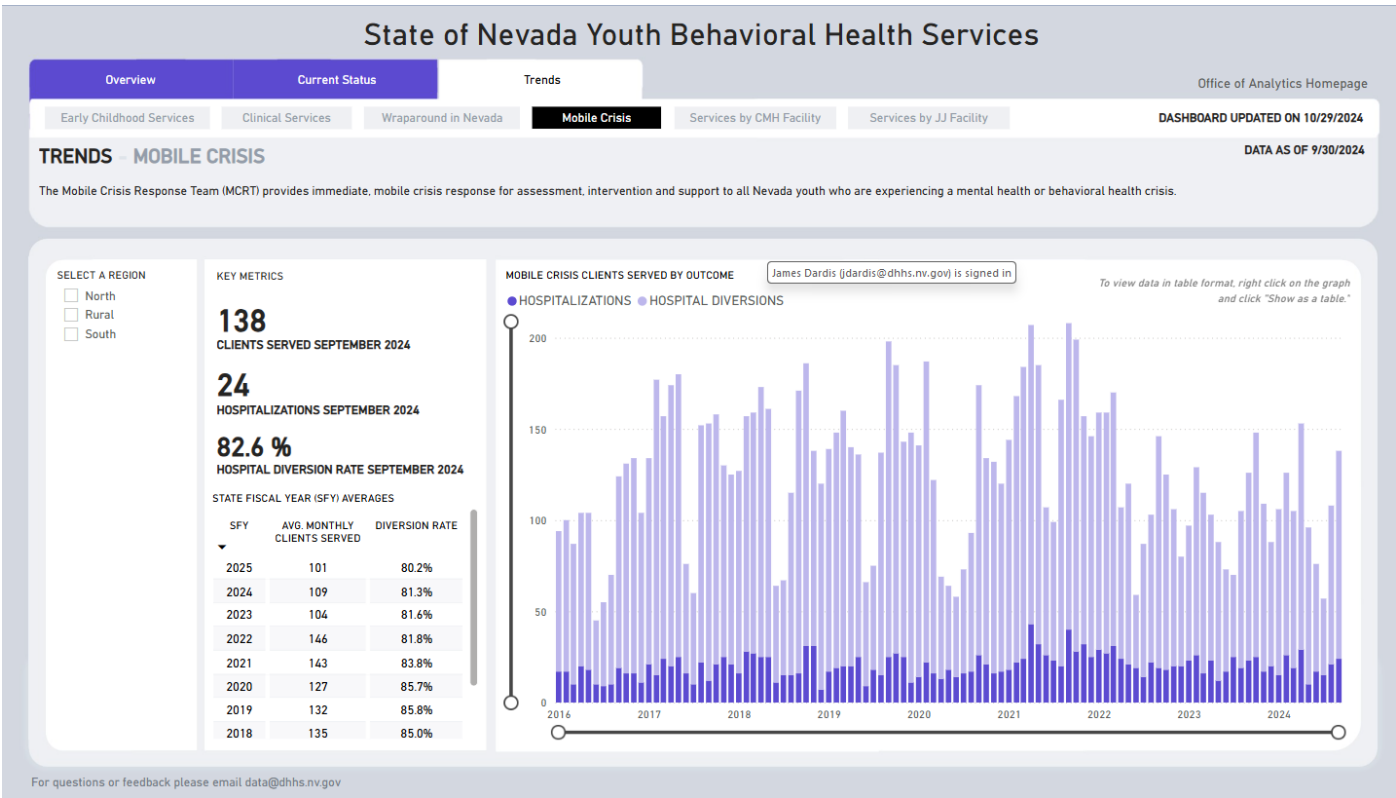 State of Nevada Youth Behavioral Health Services
Overview
Current Status
Trends
Office of Analytics Homepage
Early Childhood Services
Clinical Services
Wraparound in Nevada
Mobile Crisis
Services by CMH Facility
Services by JJ Facility
DASHBOARD UPDATED ON 10/29/2024
TRENDS - MOBILE CRISIS
DATA AS OF 9/30/2024
The Mobile Crisis Response Team (MCRT) provides immediate, mobile crisis response for assessment, intervention and support to all Nevada youth who are experiencing a mental health or behavioral health crisis.
SELECT A REGION
North
Rural
South
KEY METRICS
138
CLIENTS SERVED SEPTEMBER 2024
24
HOSPITALIZATIONS SEPTEMBER 2024
82.6 %
HOSPITAL DIVERSION RATE SEPTEMBER 2024
STATE FISCAL YEAR (SFY) AVERAGES
SFY AVG. MONTHLY CLIENTS SERVED DIVERSION RATE
2025 101 80.2%
2024 109 81.3%
2023 104 81.6%
2022 146 81.8%
2021 143 83.8%
2020 127 85.7%
2019 132 85.8%
2018 135 85.0%
MOBILE CRISIS CLIENTS SERVED BY OUTCOME
James Dardis (jdardis@dhhs.nv.gov) is signed in
To view data in table format, right click on the graph
and click "Show as a table."
HOSPITALIZATIONS HOSPITAL DIVERSIONS
200
150
100
50
0
2016 2017 2018 2019 2020 2021 2022 2023 2024
For questions or feedback please email data@dhhs.nv.gov